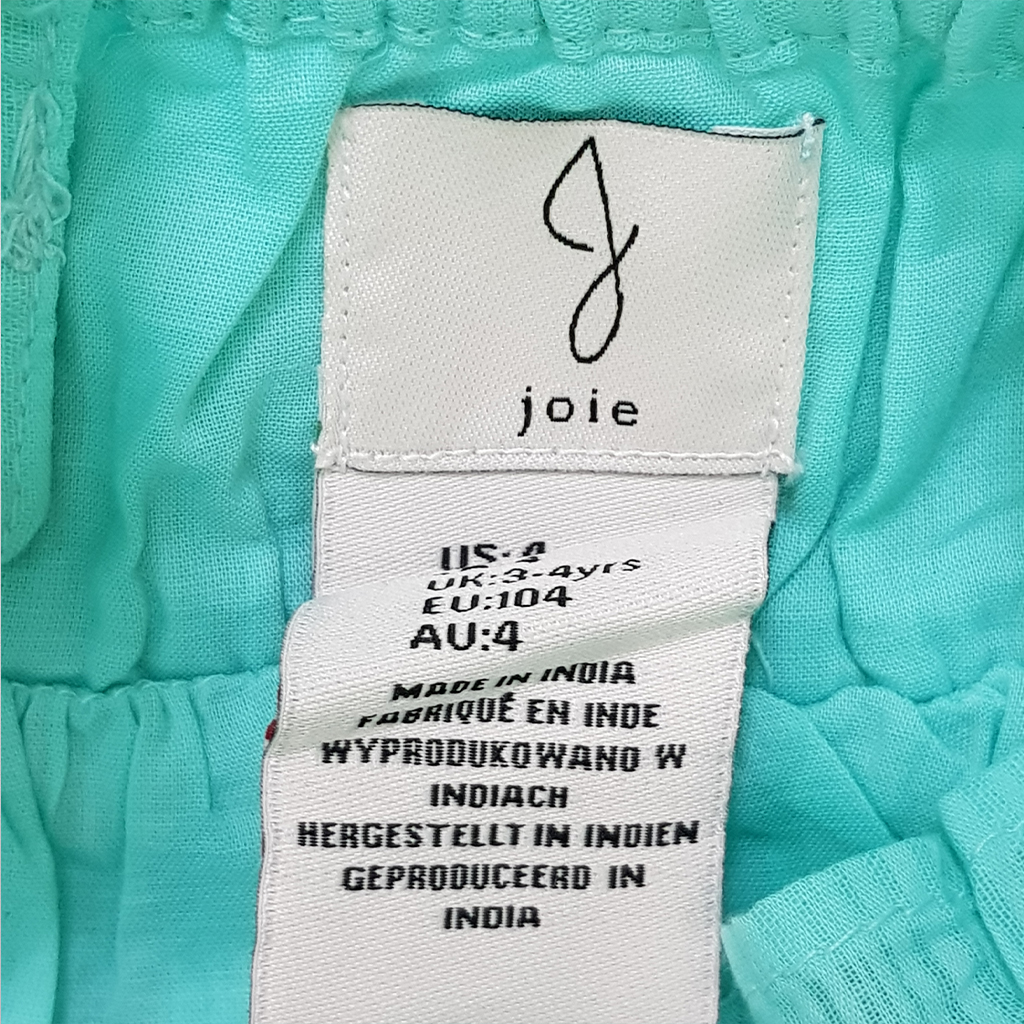 joie
US:4
UK:3-4yrs
EU:104
AU:4
MADE IN INDIA
FABRIQUÉ EN INDE
WYPRODUKOWANO W
INDIACH
HERGESTELLT IN INDIEN
GEPRODUCEERD IN
INDIA